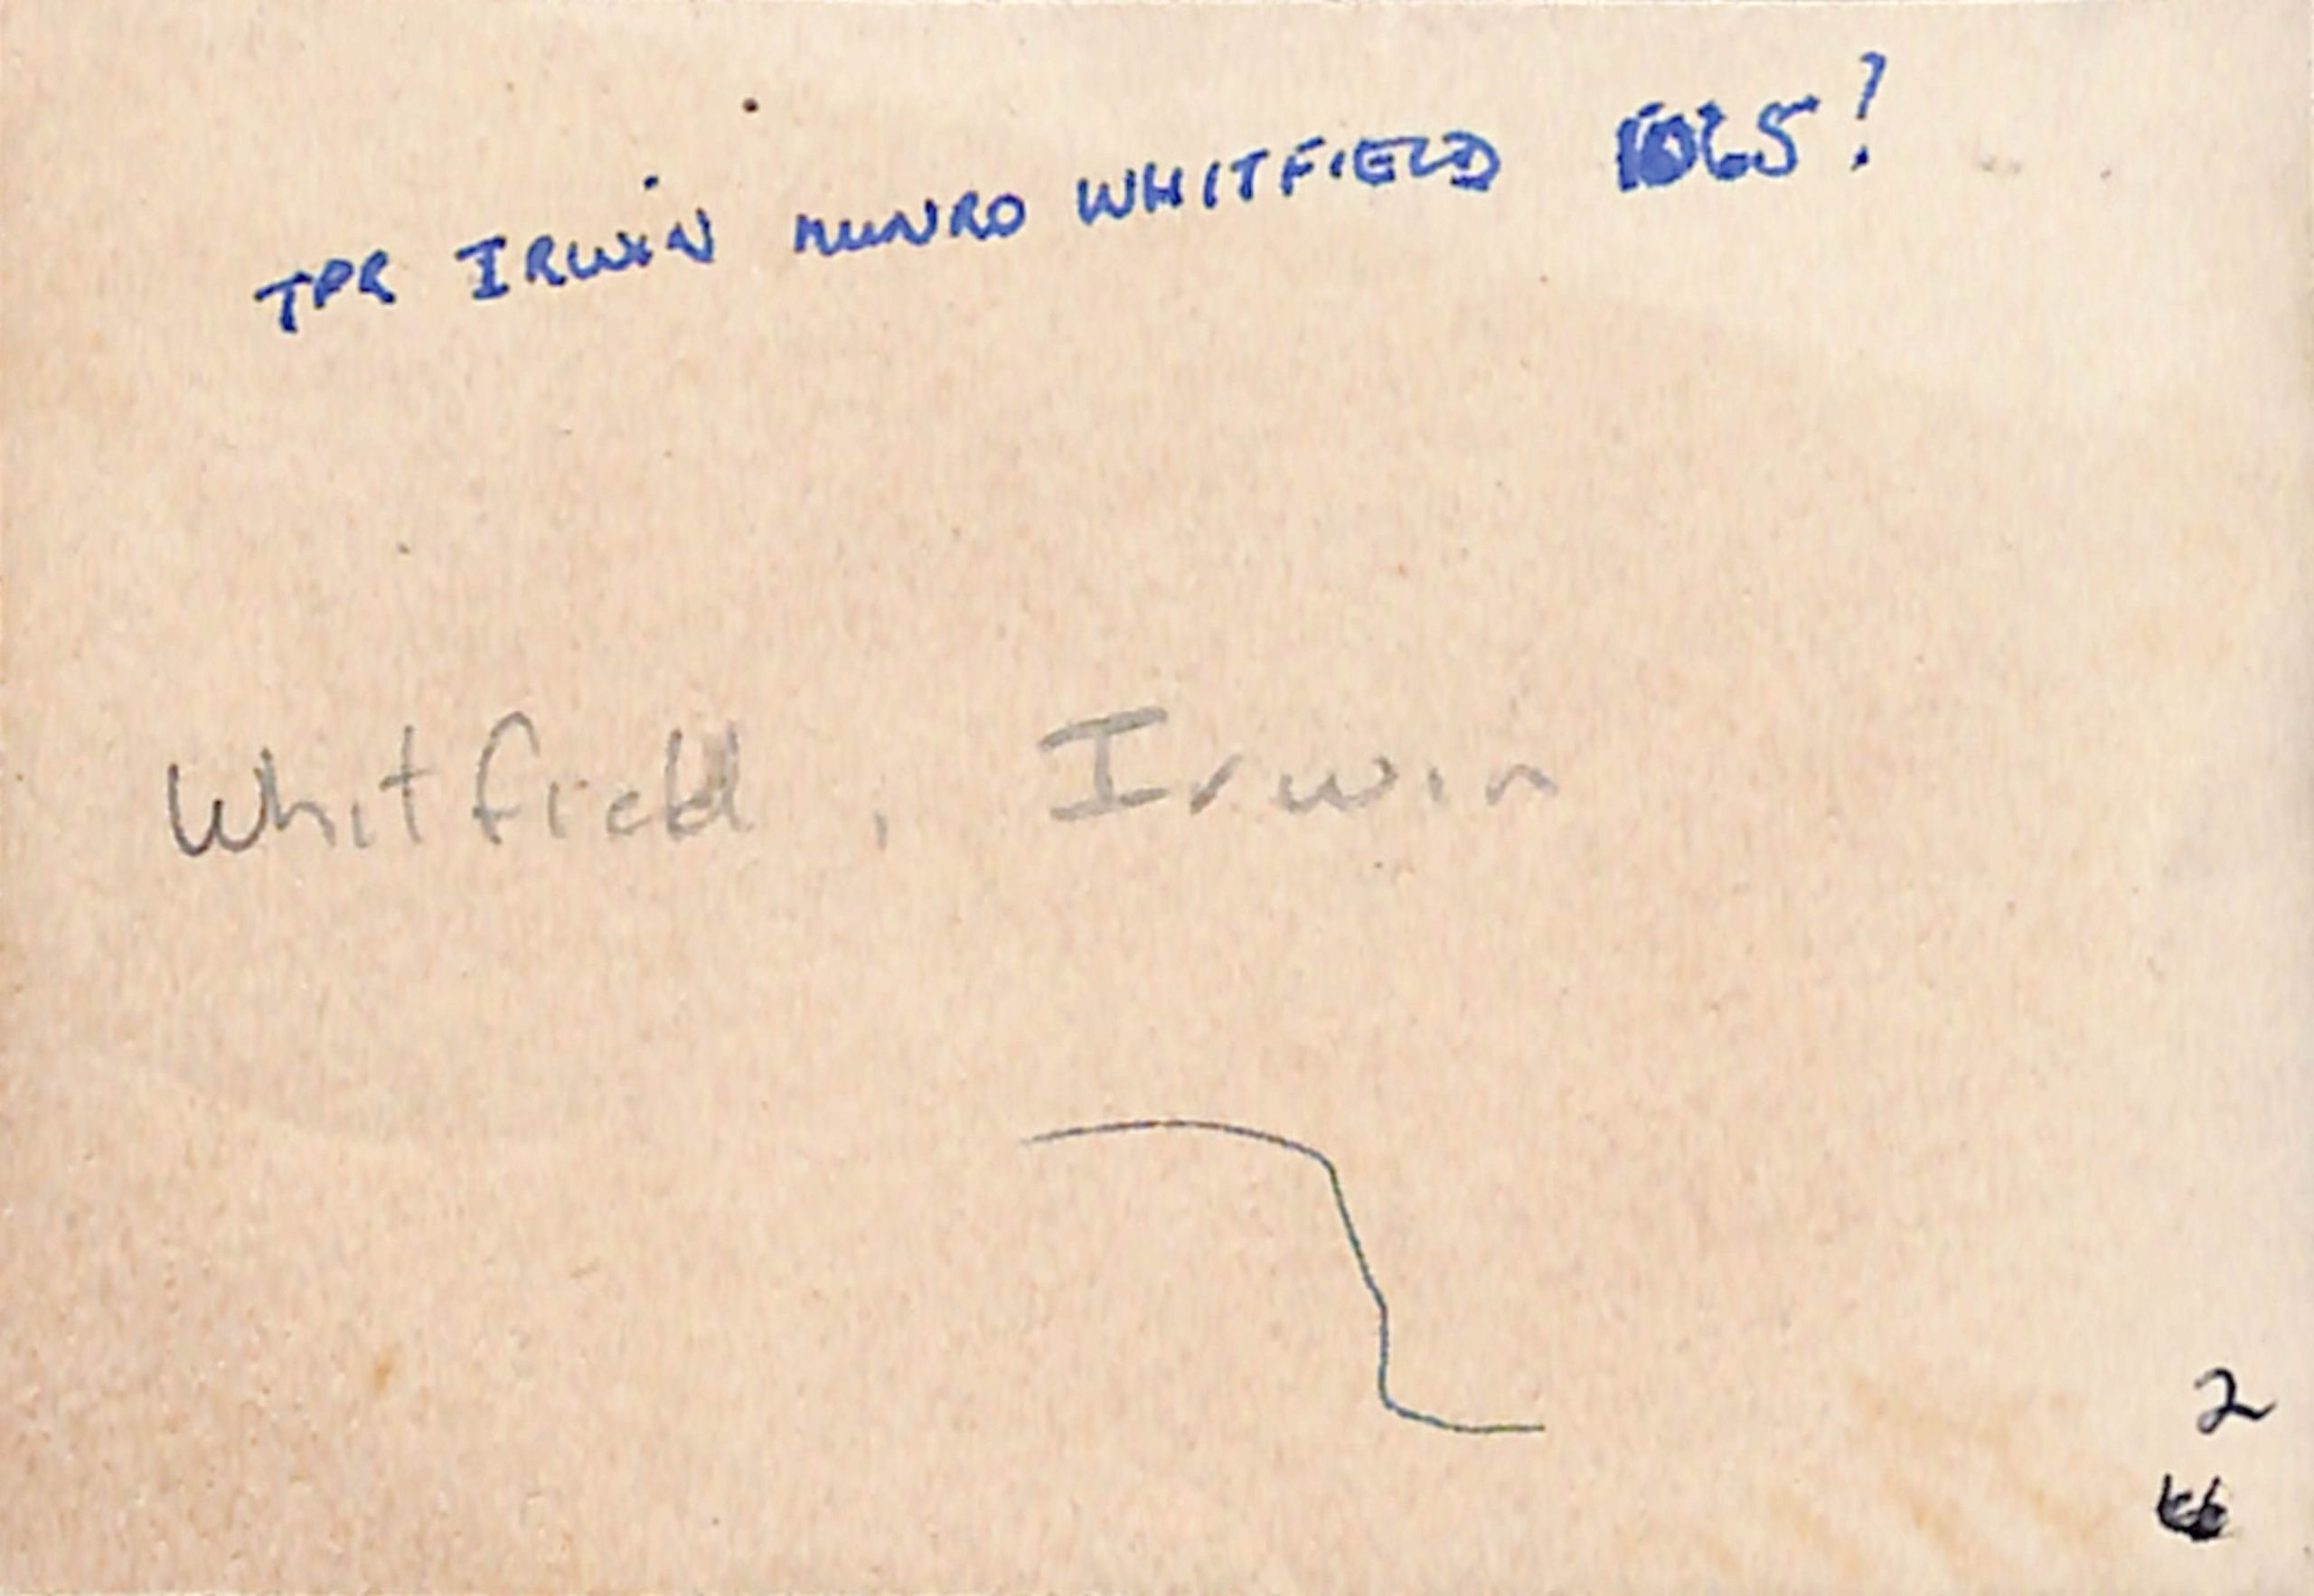 TPR IRWIN MUNRO WHITFIELD 1065?
Whitfield, Irwin
2